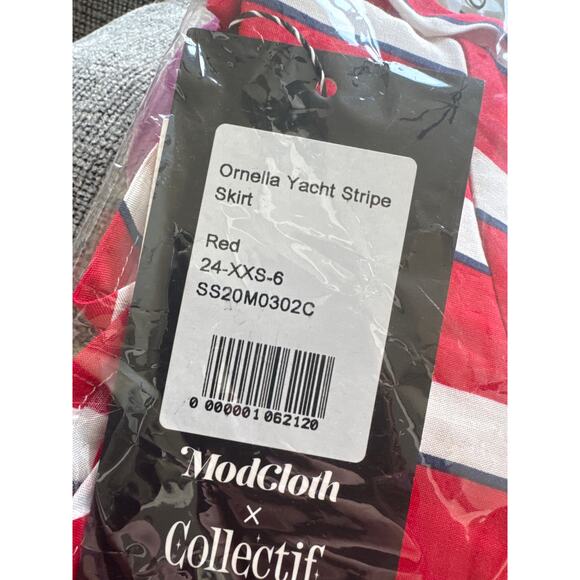 Ornella Yacht Stripe
Skirt
Red
24-XXS-6
SS20M0302C
0 000001 062120
ModCloth
×
Collectif